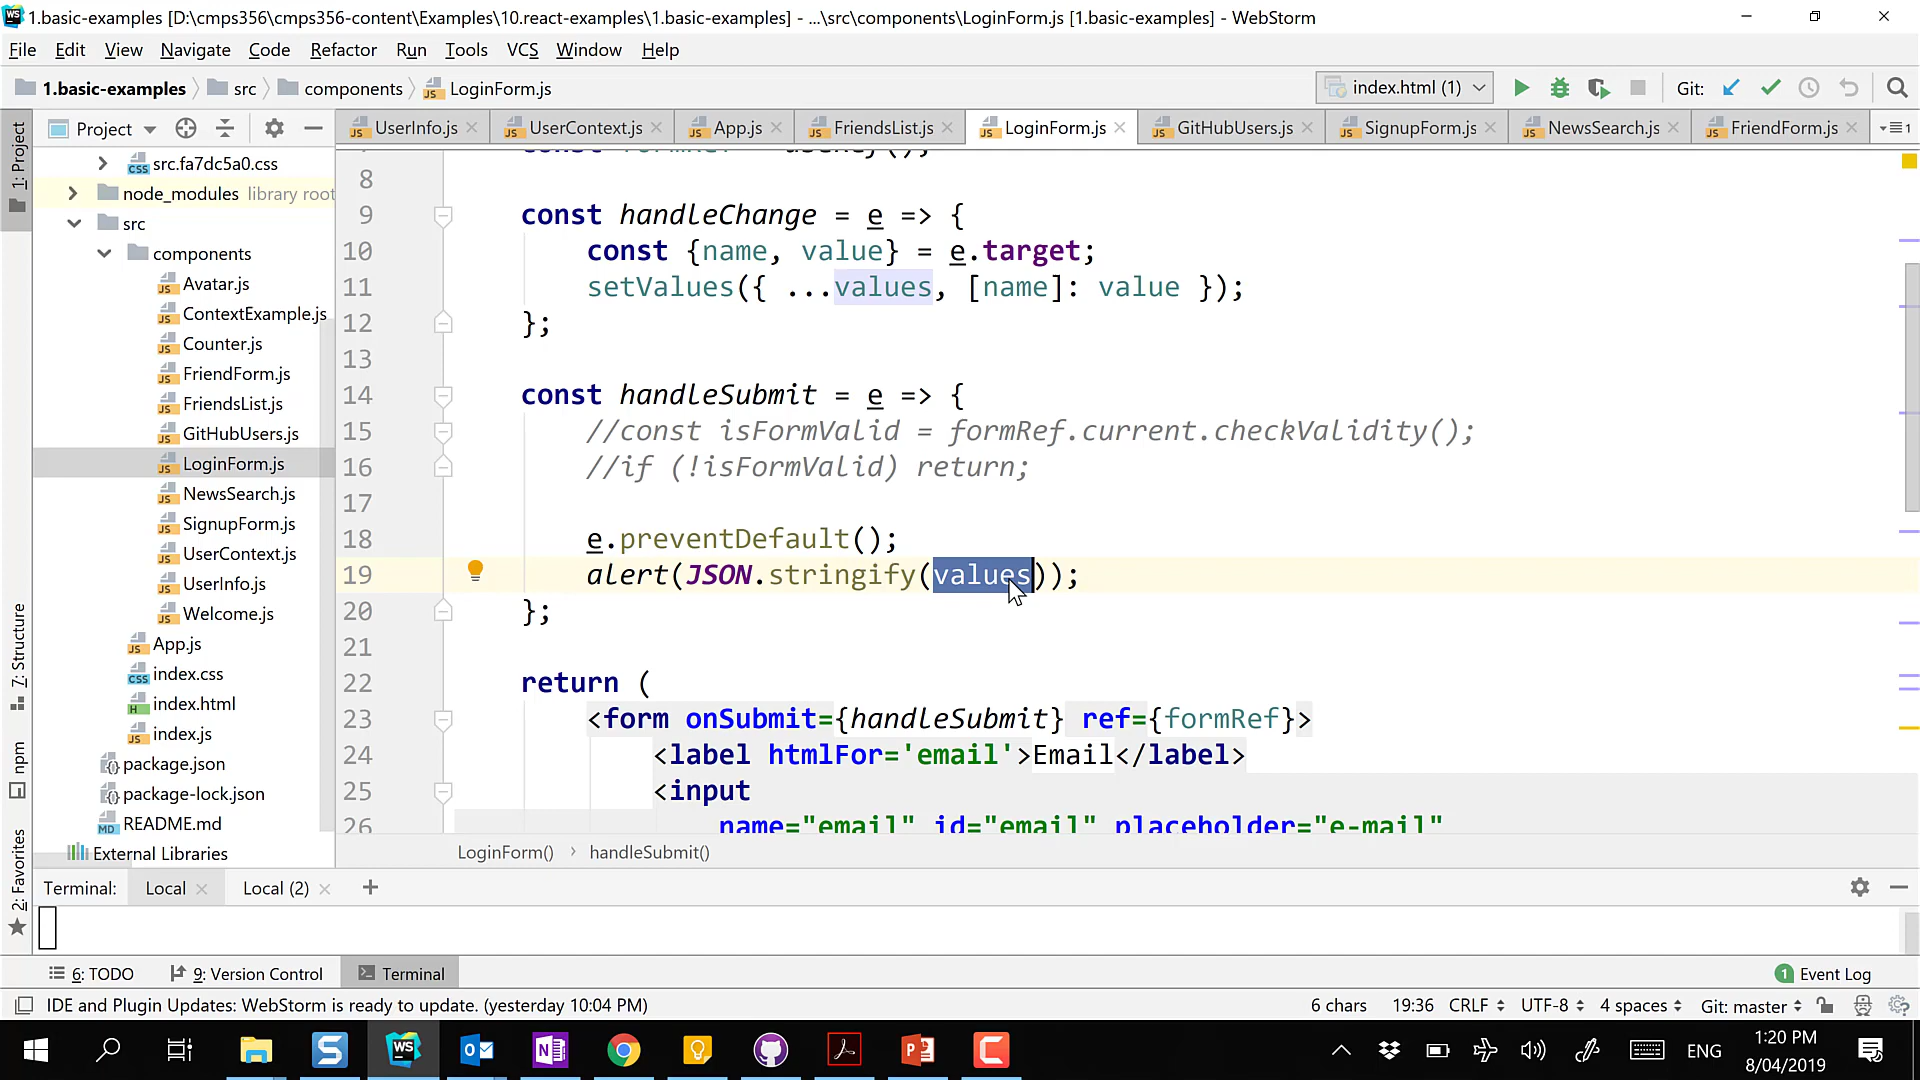 1.basic-examples [D:\cmps356\cmps356-content\Examples\10.react-examples\1.basic-examples] - ...\src\components\LoginForm.js [1.basic-examples] - WebStorm
File Edit View Navigate Code Refactor Run Tools VCS Window Help
1.basic-examples src components LoginForm.js index.html (1) Git:
Project UserInfo.js UserContext.js App.js FriendsList.js LoginForm.js GitHubUsers.js SignupForm.js NewsSearch.js FriendForm.js 1
1: Project
7: Structure
npm
2: Favorites
src.fa7dc5a0.css
node_modules library root
src
components
Avatar.js
ContextExample.js
Counter.js
FriendForm.js
FriendsList.js
GitHubUsers.js
LoginForm.js
NewsSearch.js
SignupForm.js
UserContext.js
UserInfo.js
Welcome.js
App.js
index.css
index.html
index.js
package.json
package-lock.json
README.md
External Libraries
8
9 const handleChange = e => {
10 const {name, value} = e.target;
11 setValues({ ...values, [name]: value });
12 };
13
14 const handleSubmit = e => {
15 //const isFormValid = formRef.current.checkValidity();
16 //if (!isFormValid) return;
17
18 e.preventDefault();
19 alert(JSON.stringify(values));
20 };
21
22 return (
23 <form onSubmit={handleSubmit} ref={formRef}>
24 <label htmlFor='email'>Email</label>
25 <input
26 name="email" id="email" placeholder="e-mail"
LoginForm() handleSubmit()
Terminal: Local Local (2)
6: TODO 9: Version Control Terminal 1 Event Log
IDE and Plugin Updates: WebStorm is ready to update. (yesterday 10:04 PM) 6 chars 19:36 CRLF UTF-8 4 spaces Git: master
ENG 1:20 PM
8/04/2019